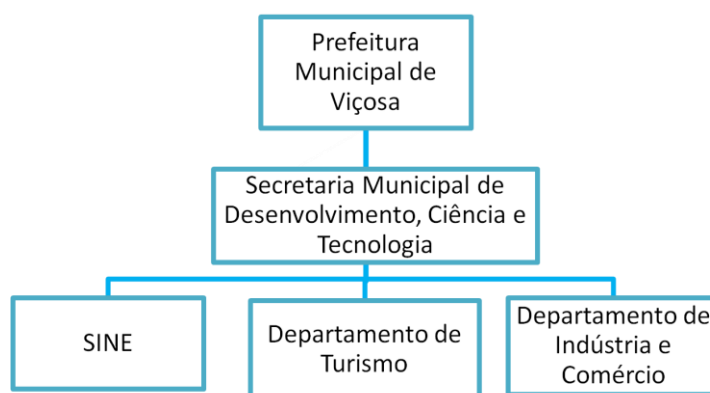 Prefeitura
Municipal de
Viçosa
Secretaria Municipal de
Desenvolvimento, Ciência e
Tecnologia
SINE
Departamento de
Turismo
Departamento de
Indústria e
Comércio